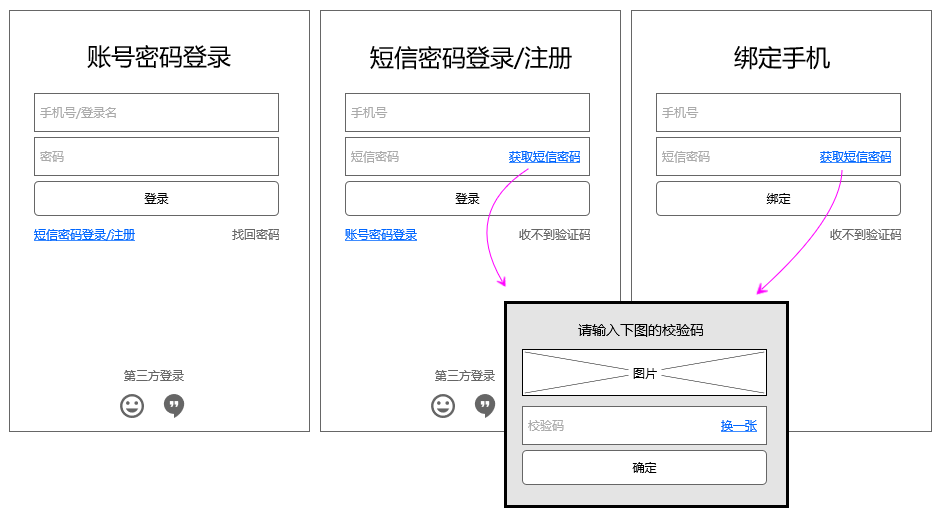 账号密码登录
手机号/登录名
密码
登录
短信密码登录/注册
找回密码
第三方登录
短信密码登录/注册
手机号
短信密码
获取短信密码
登录
账号密码登录
收不到验证码
第三方登录
绑定手机
手机号
短信密码
获取短信密码
绑定
收不到验证码
请输入下图的校验码
图片
校验码
换一张
确定